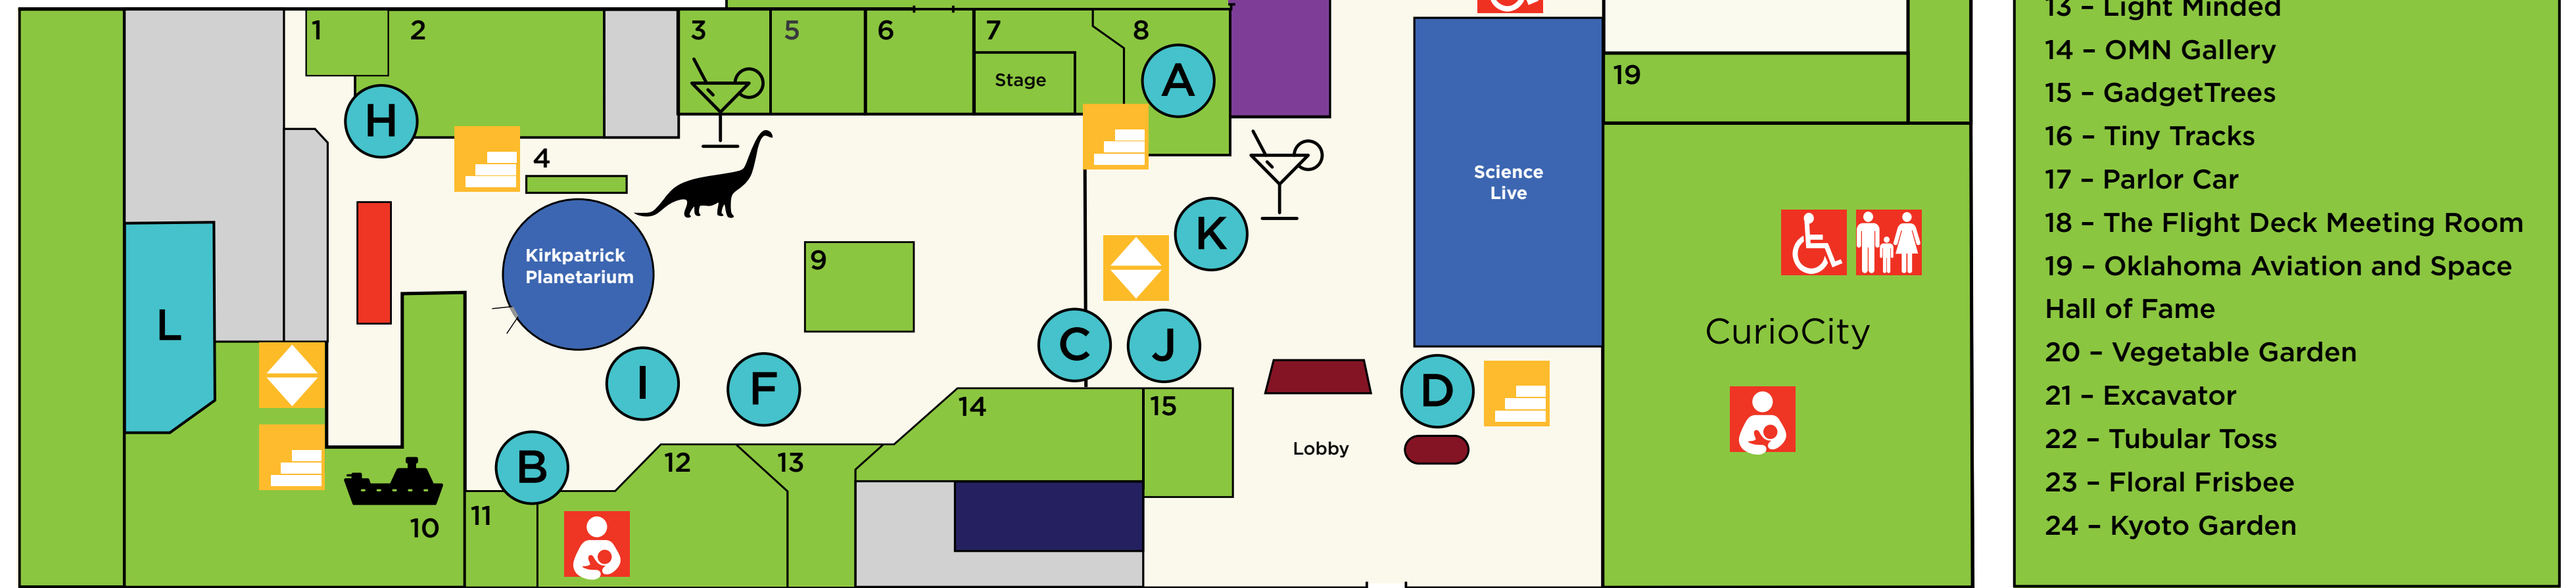 1
2
3
5
6
7
8
Stage
A
H
4
Kirkpatrick
Planetarium
9
K
L
I
F
C
J
D
B
10
11
12
13
14
15
Lobby
Science
Live
19
CurioCity
13 – Light Minded
14 – OMN Gallery
15 – GadgetTrees
16 – Tiny Tracks
17 – Parlor Car
18 – The Flight Deck Meeting Room
19 – Oklahoma Aviation and Space
Hall of Fame
20 – Vegetable Garden
21 – Excavator
22 – Tubular Toss
23 – Floral Frisbee
24 – Kyoto Garden